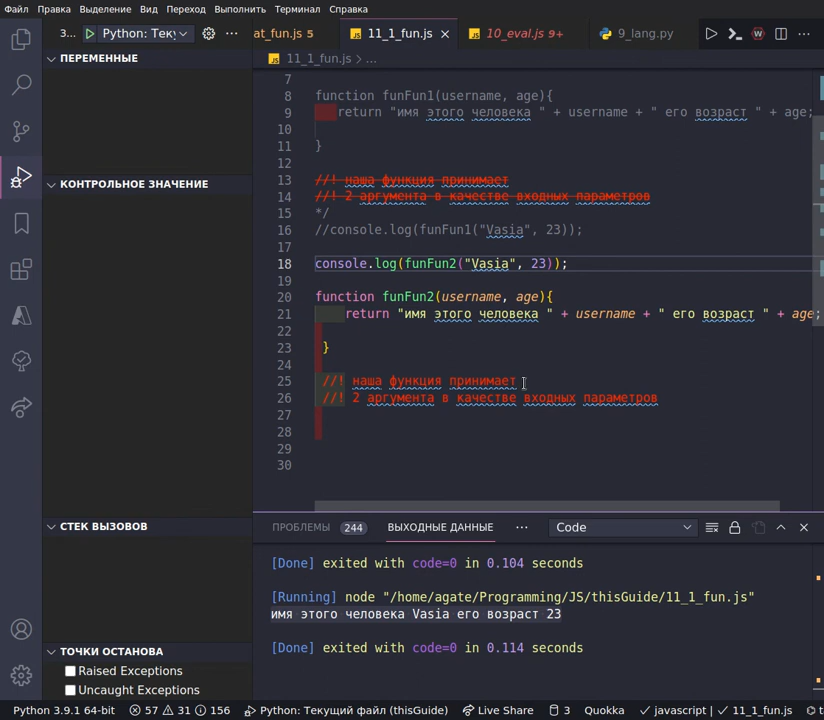 Файл Правка Выделение Вид Переход Выполнить Терминал Справка
З... Python: Теку ...
at_fun.js 5 11_1_fun.js 10_eval.js 9+ 9_lang.py
11_1_fun.js > ...
ПЕРЕМЕННЫЕ
КОНТРОЛЬНОЕ ЗНАЧЕНИЕ
СТЕК ВЫЗОВОВ
ТОЧКИ ОСТАНОВА
Raised Exceptions
Uncaught Exceptions
7
8 function funFun1(username, age){
9 return "имя этого человека " + username + " его возраст " + age;
10
11 }
12
13 //! наша функция принимает
14 //! 2 аргумента в качестве входных параметров
15 */
16 //console.log(funFun1("Vasia", 23));
17
18 console.log(funFun2("Vasia", 23));
19
20 function funFun2(username, age){
21 return "имя этого человека " + username + " его возраст " + age;
22
23 }
24
25 //! наша функция принимает
26 //! 2 аргумента в качестве входных параметров
27
28
29
30
ПРОБЛЕМЫ 244 ВЫХОДНЫЕ ДАННЫЕ ... Code
[Done] exited with code=0 in 0.104 seconds
[Running] node "/home/agate/Programming/JS/thisGuide/11_1_fun.js"
имя этого человека Vasia его возраст 23
[Done] exited with code=0 in 0.114 seconds
Python 3.9.1 64-bit 57 31 156 Python: Текущий файл (thisGuide) Live Share 3 Quokka javascript | 11_1_fun.js t